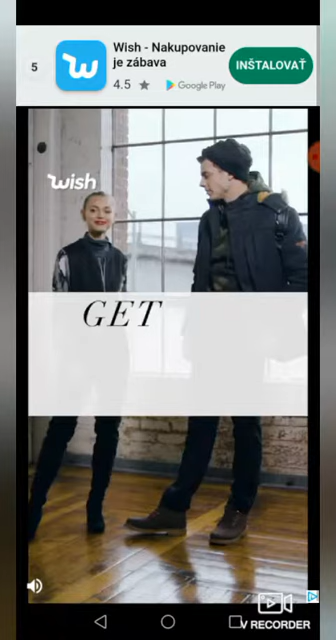 5
Wish - Nakupovanie
je zábava
4.5
Google Play
INŠTALOVAŤ
wish
GET
V RECORDER